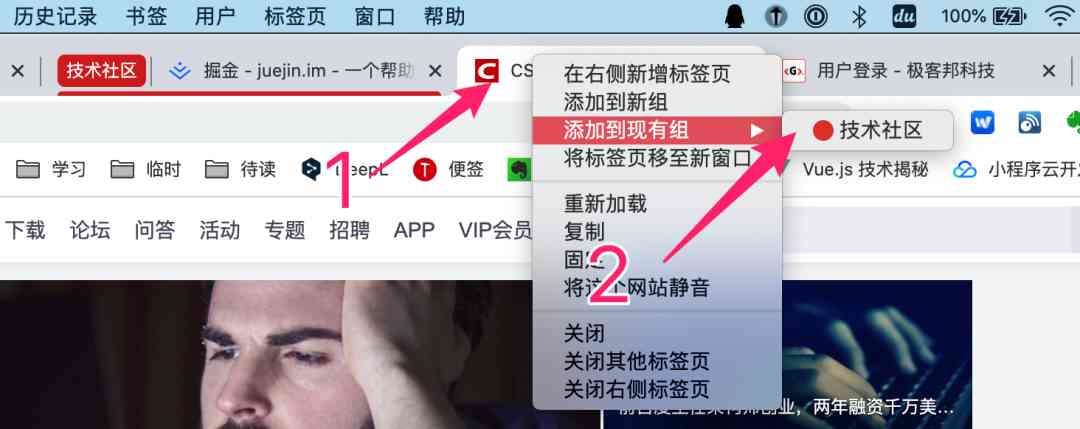 历史记录 书签 用户 标签页 窗口 帮助 du 100%
技术社区 掘金 - juejin.im - 一个帮助 CS 用户登录 - 极客邦科技
在右侧新增标签页
添加到新组
添加到现有组 技术社区
将标签页移至新窗口
学习 临时 待读 DeepL 便签 Vue.js 技术揭秘 小程序云开发
1
重新加载
下载 论坛 问答 活动 专题 招聘 APP VIP会员
复制
固定
2
将这个网站静音
关闭
关闭其他标签页
关闭右侧标签页
创业，两年融资千万美...